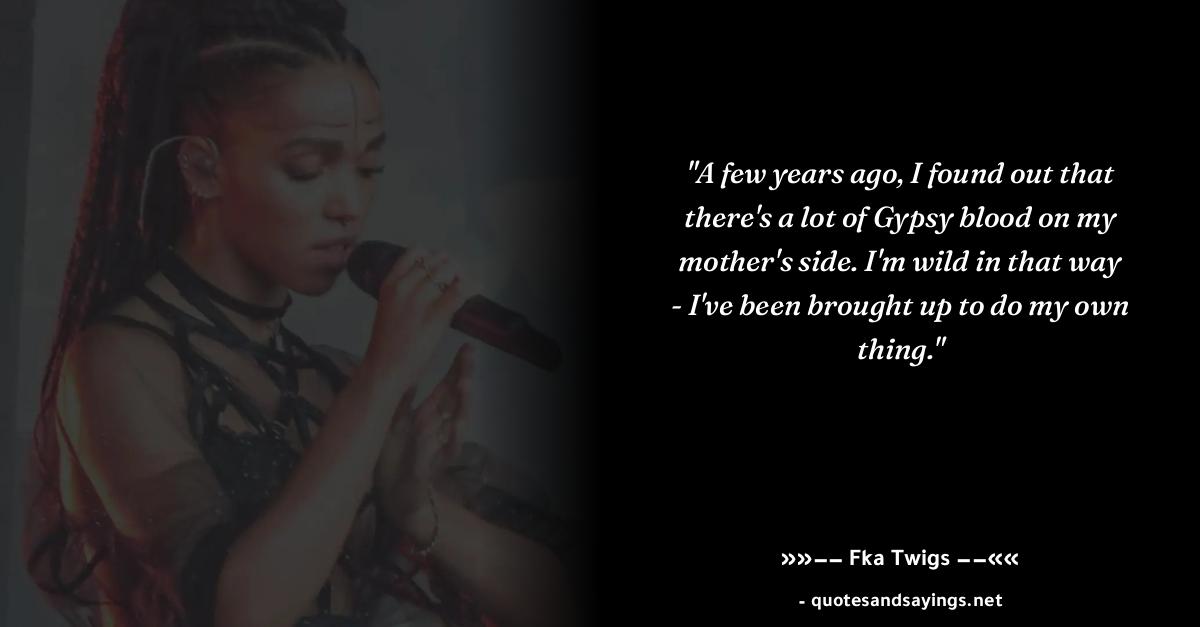 "A few years ago, I found out that
there's a lot of Gypsy blood on my
mother's side. I'm wild in that way
- I've been brought up to do my own
thing."
»»−− Fka Twigs −−««
- quotesandsayings.net